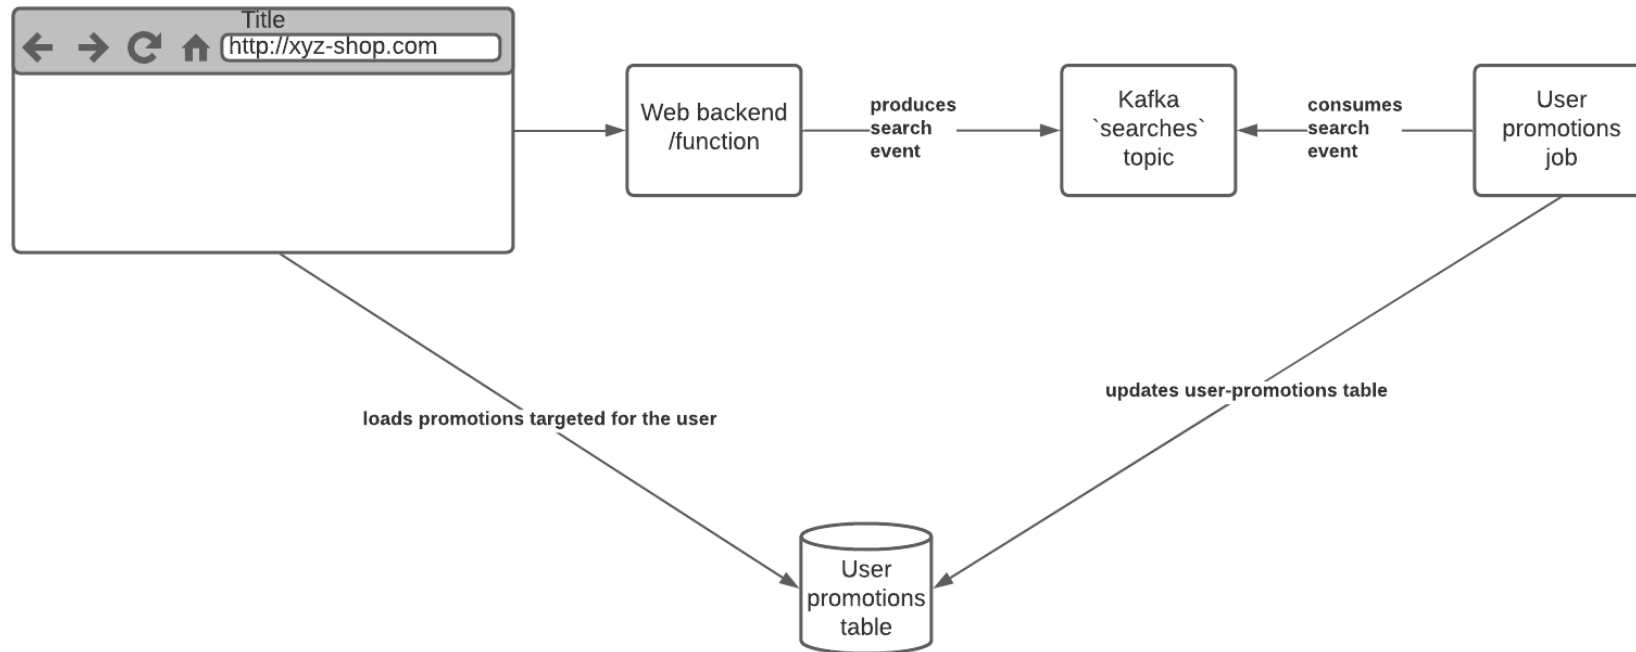 Title
http://xyz-shop.com
Web backend
/function
produces
search
event
Kafka
`searches`
topic
consumes
search
event
User
promotions
job
loads promotions targeted for the user
updates user-promotions table
User
promotions
table